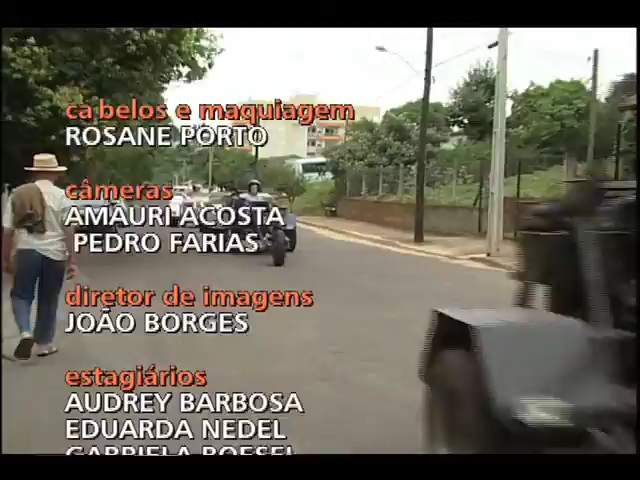 cabelos e maquiagem
ROSANE PORTO
câmeras
AMAURI ACOSTA
PEDRO FARIAS
diretor de imagens
JOÃO BORGES
estagiários
AUDREY BARBOSA
EDUARDA NEDEL
GABRIELA